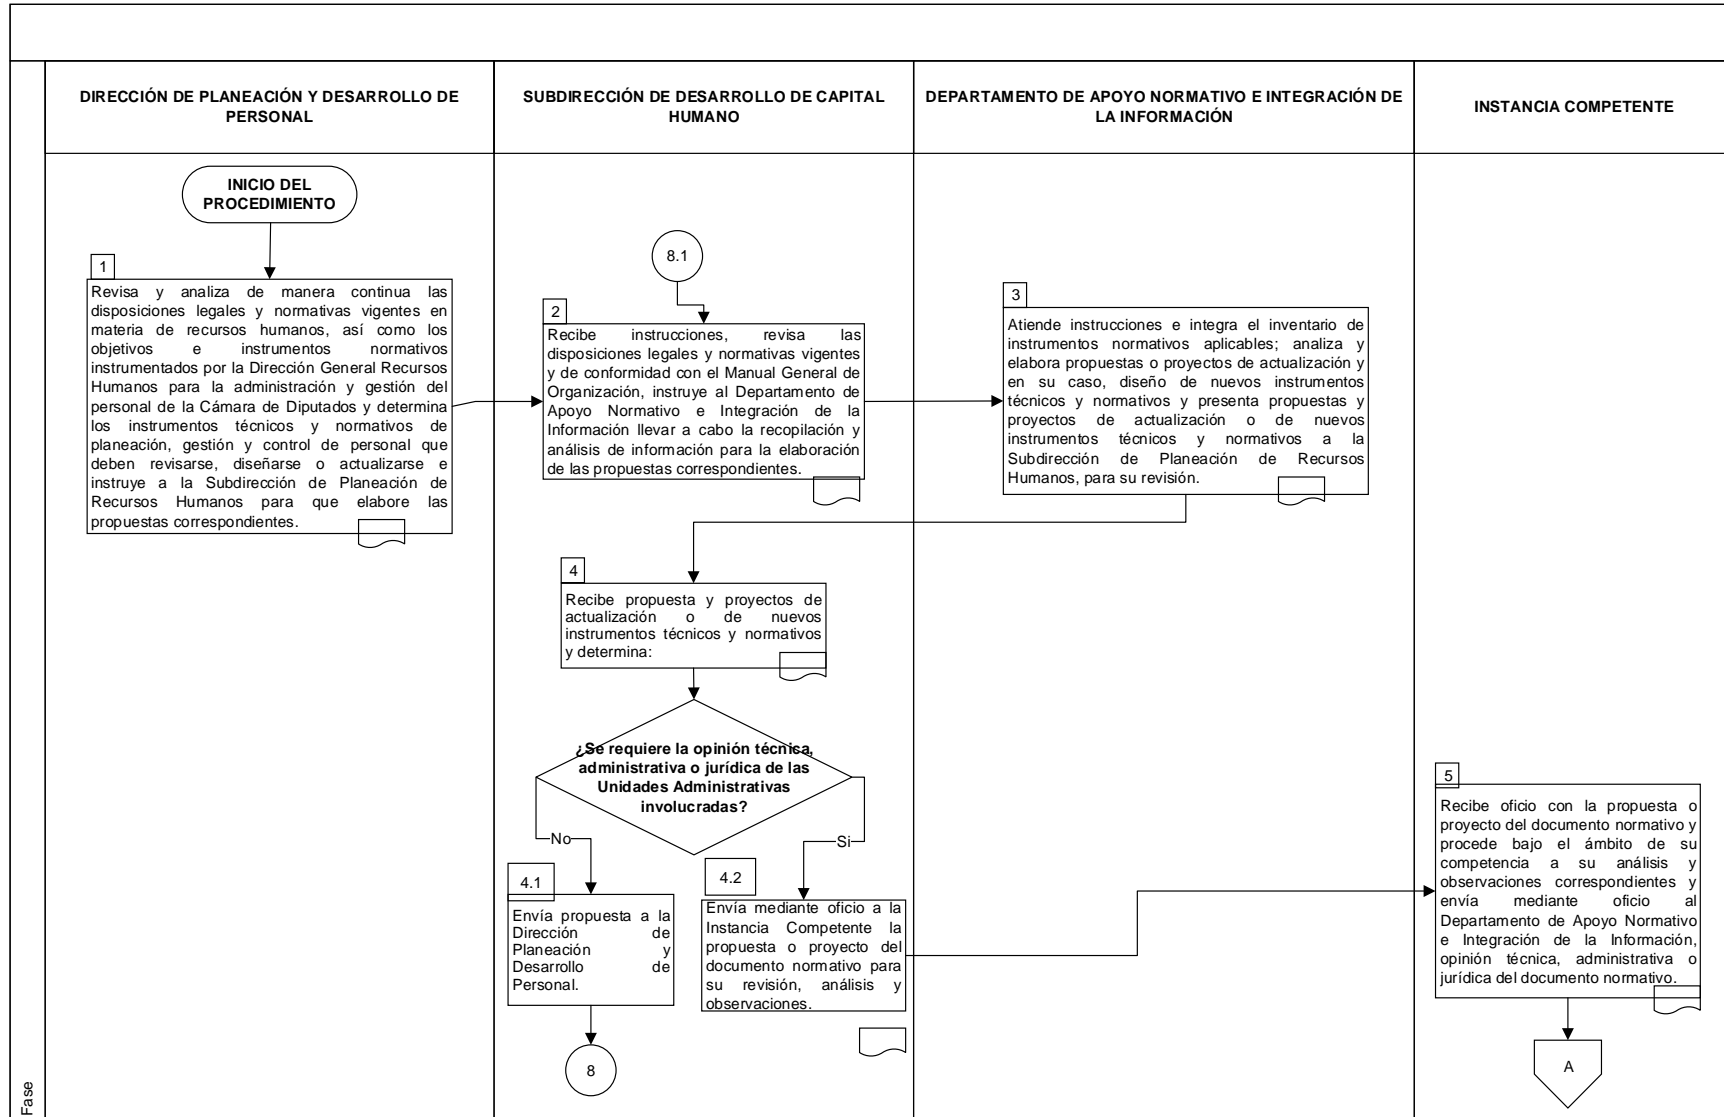 DIRECCIÓN DE PLANEACIÓN Y DESARROLLO DE
PERSONAL
SUBDIRECCIÓN DE DESARROLLO DE CAPITAL
HUMANO
DEPARTAMENTO DE APOYO NORMATIVO E INTEGRACIÓN DE
LA INFORMACIÓN
INSTANCIA COMPETENTE
INICIO DEL
PROCEDIMIENTO
1
Revisa y analiza de manera continua las
disposiciones legales y normativas vigentes en
materia de recursos humanos, así como los
objetivos e instrumentos normativos
instrumentados por la Dirección General Recursos
Humanos para la administración y gestión del
personal de la Cámara de Diputados y determina
los instrumentos técnicos y normativos de
planeación, gestión y control de personal que
deben revisarse, diseñarse o actualizarse e
instruye a la Subdirección de Planeación de
Recursos Humanos para que elabore las
propuestas correspondientes.
8.1
2
Recibe instrucciones, revisa las
disposiciones legales y normativas vigentes
y de conformidad con el Manual General de
Organización, instruye al Departamento de
Apoyo Normativo e Integración de la
Información llevar a cabo la recopilación y
análisis de información para la elaboración
de las propuestas correspondientes.
3
Atiende instrucciones e integra el inventario de
instrumentos normativos aplicables; analiza y
elabora propuestas o proyectos de actualización y
en su caso, diseño de nuevos instrumentos
técnicos y normativos y presenta propuestas y
proyectos de actualización o de nuevos
instrumentos técnicos y normativos a la
Subdirección de Planeación de Recursos
Humanos, para su revisión.
4
Recibe propuesta y proyectos de
actualización o de nuevos
instrumentos técnicos y normativos
y determina:
¿Se requiere la opinión técnica,
administrativa o jurídica de las
Unidades Administrativas
involucradas?
No
Si
4.1
Envía propuesta a la
Dirección de
Planeación y
Desarrollo de
Personal.
8
4.2
Envía mediante oficio a la
Instancia Competente la
propuesta o proyecto del
documento normativo para
su revisión, análisis y
observaciones.
5
Recibe oficio con la propuesta o
proyecto del documento normativo y
procede bajo el ámbito de su
competencia a su análisis y
observaciones correspondientes y
envía mediante oficio al
Departamento de Apoyo Normativo
e Integración de la Información,
opinión técnica, administrativa o
jurídica del documento normativo.
A
Fase